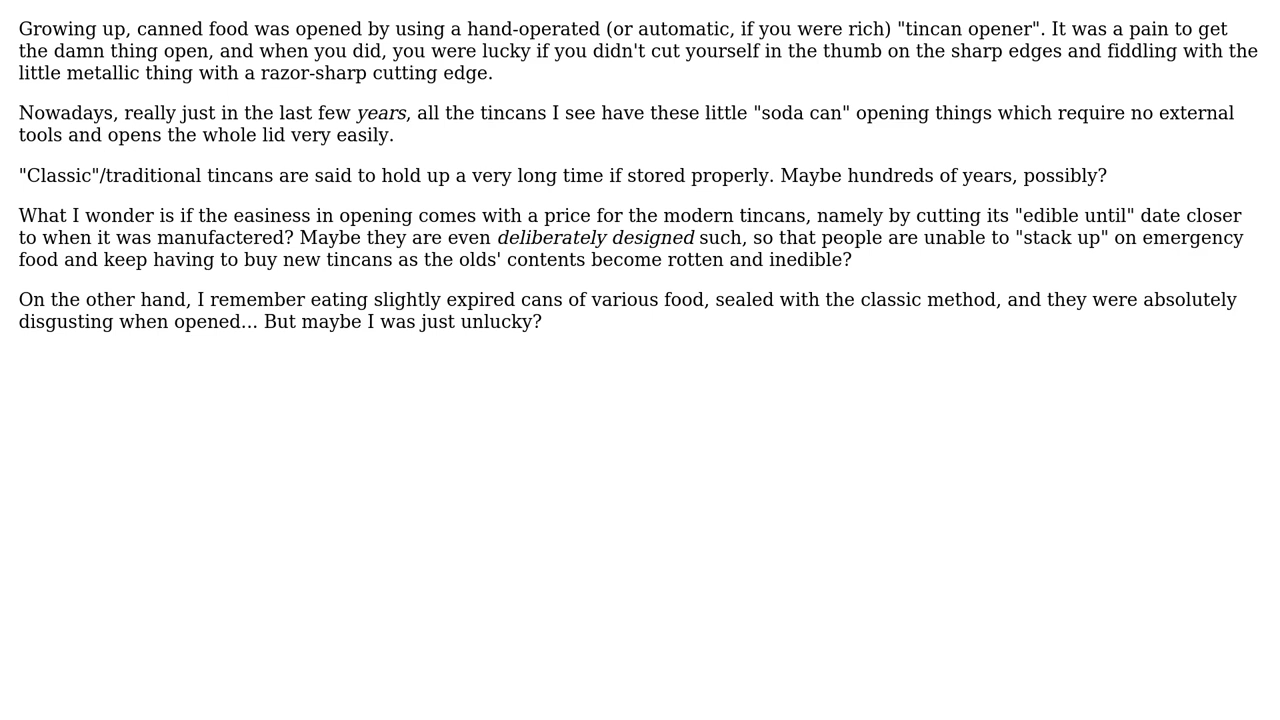 Growing up, canned food was opened by using a hand-operated (or automatic, if you were rich) "tincan opener". It was a pain to get
the damn thing open, and when you did, you were lucky if you didn't cut yourself in the thumb on the sharp edges and fiddling with the
little metallic thing with a razor-sharp cutting edge.
Nowadays, really just in the last few years, all the tincans I see have these little "soda can" opening things which require no external
tools and opens the whole lid very easily.
"Classic"/traditional tincans are said to hold up a very long time if stored properly. Maybe hundreds of years, possibly?
What I wonder is if the easiness in opening comes with a price for the modern tincans, namely by cutting its "edible until" date closer
to when it was manufactered? Maybe they are even deliberately designed such, so that people are unable to "stack up" on emergency
food and keep having to buy new tincans as the olds' contents become rotten and inedible?
On the other hand, I remember eating slightly expired cans of various food, sealed with the classic method, and they were absolutely
disgusting when opened... But maybe I was just unlucky?